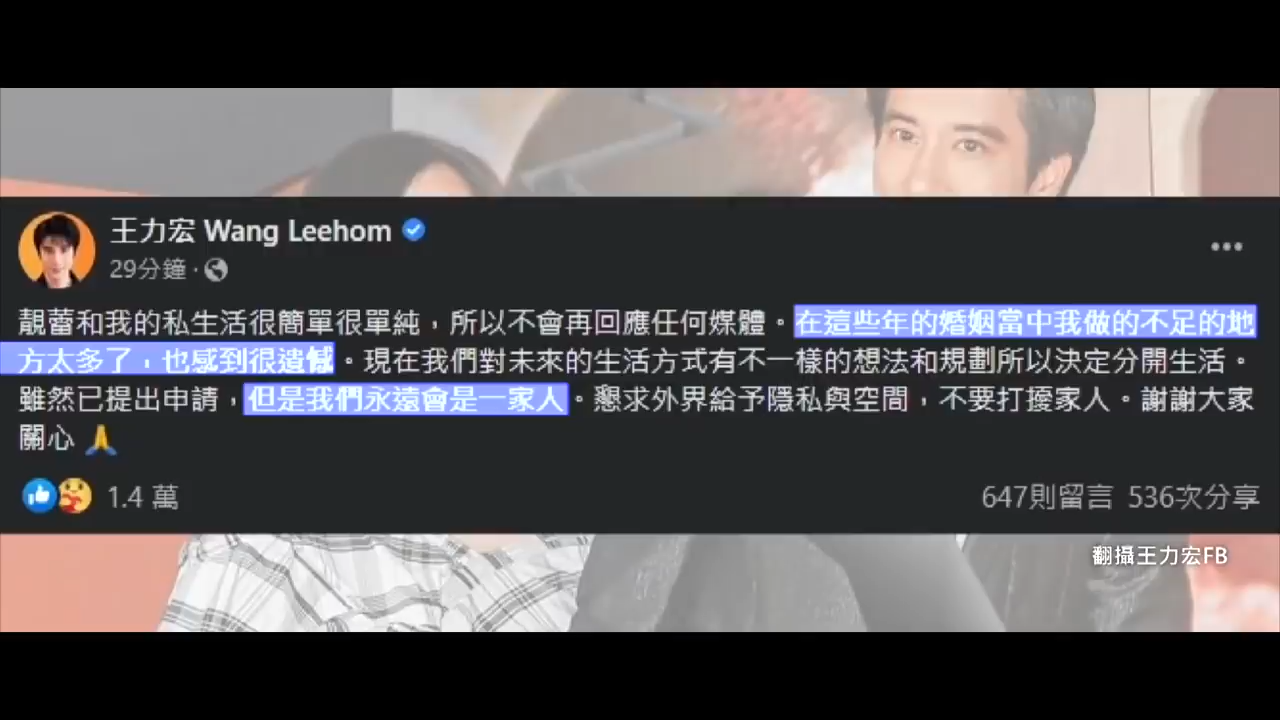 王力宏 Wang Leehom
29分鐘 ·
靚蕾和我的私生活很簡單很單純，所以不會再回應任何媒體。在這些年的婚姻當中我做的不足的地
方太多了，也感到很遺憾。現在我們對未來的生活方式有不一樣的想法和規劃所以決定分開生活。
雖然已提出申請，但是我們永遠會是一家人。懇求外界給予隱私與空間，不要打擾家人。謝謝大家
關心 🙏
1.4 萬
647則留言 536次分享
翻攝王力宏FB